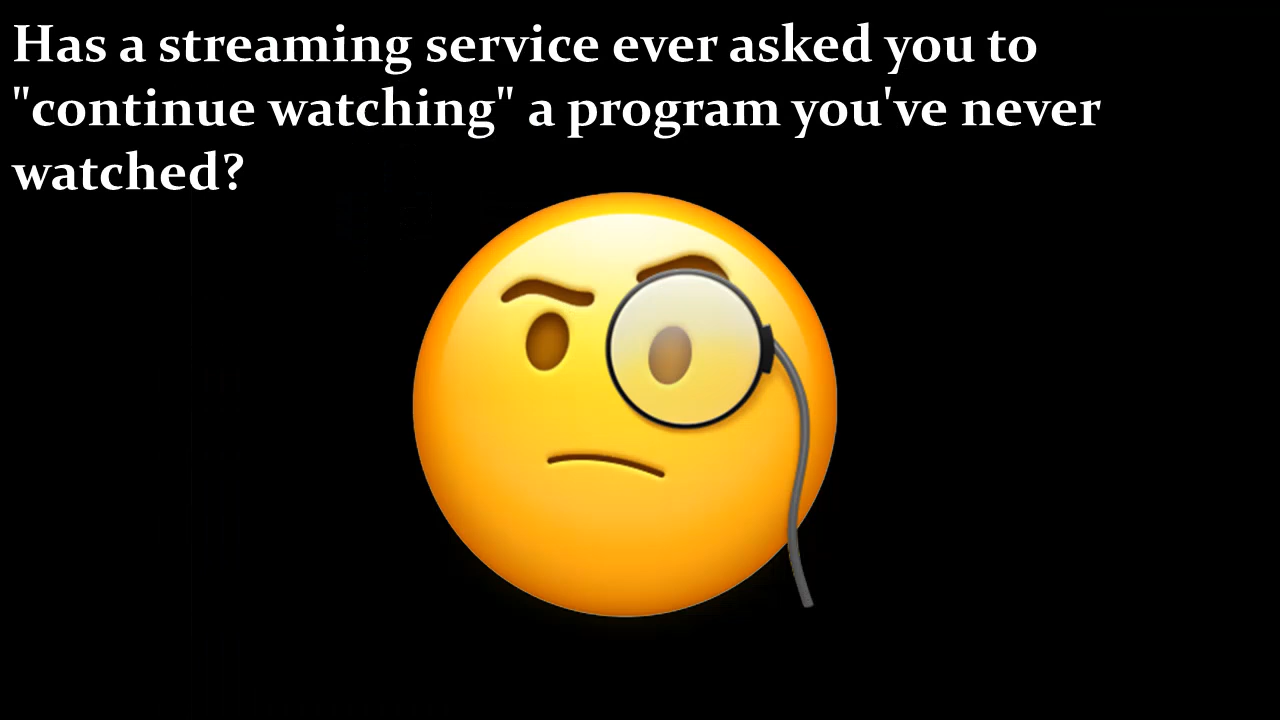 Has a streaming service ever asked you to
"continue watching" a program you've never
watched?